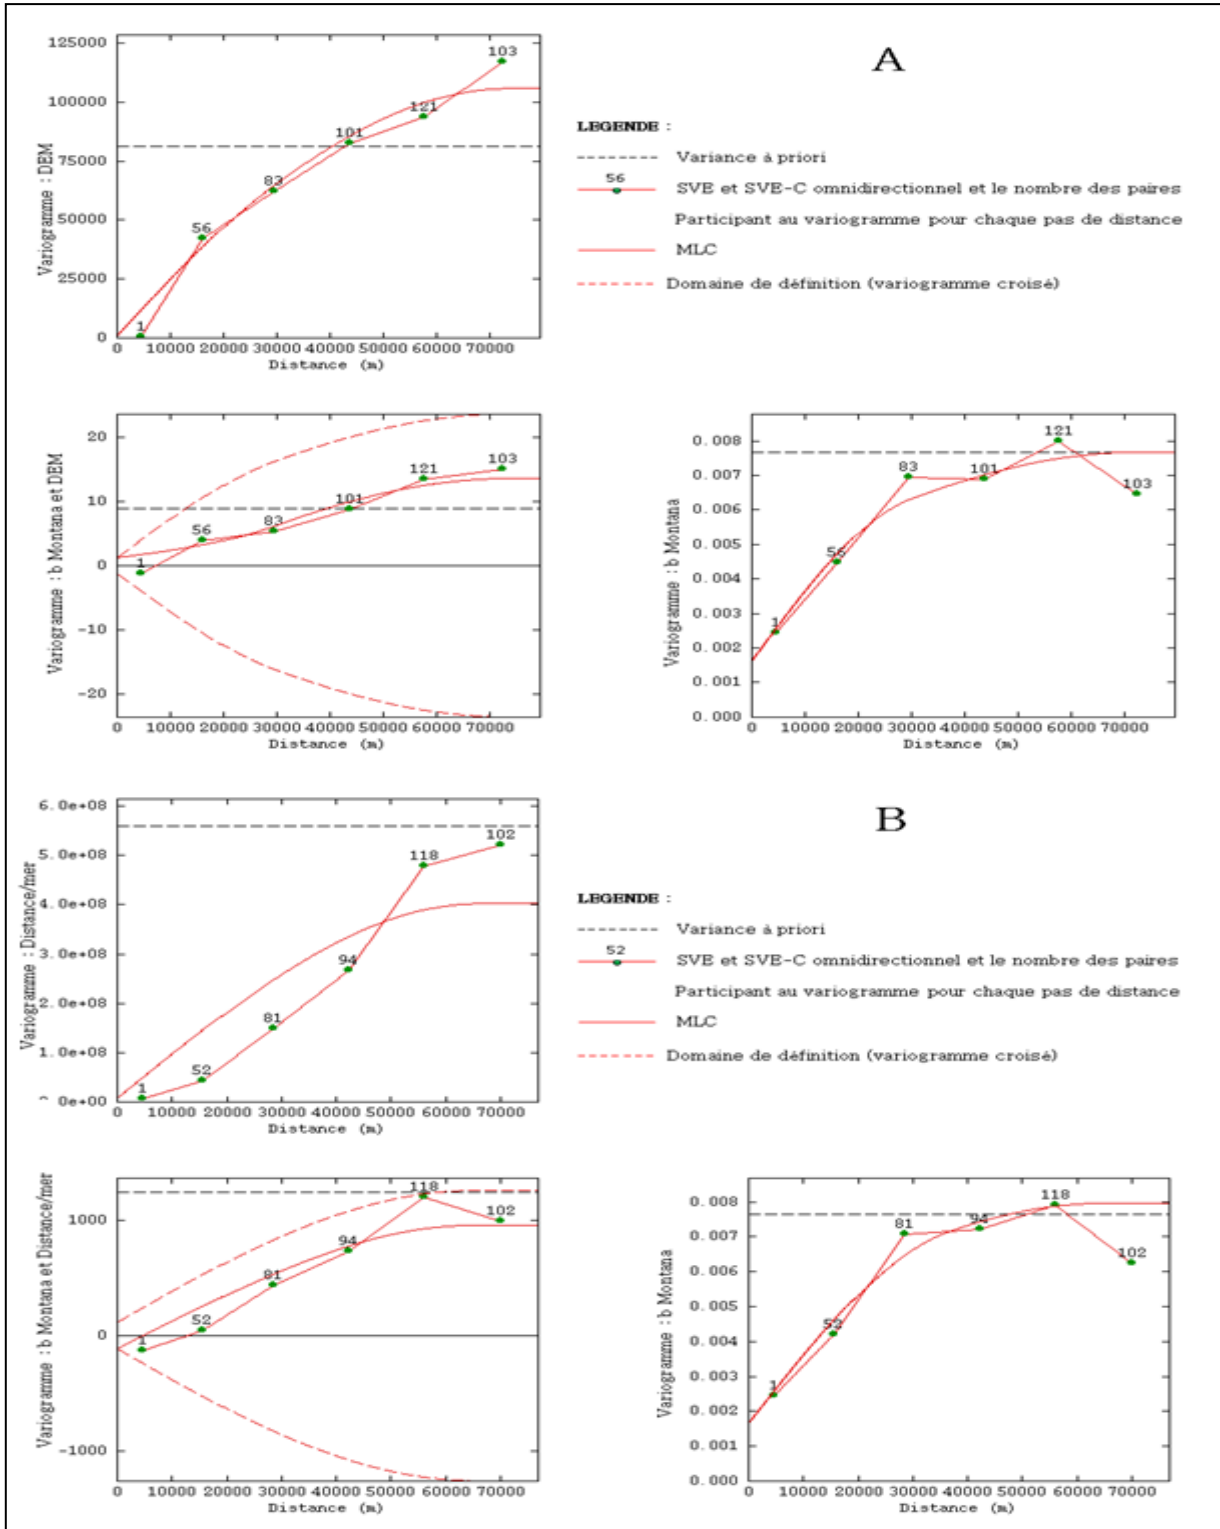 A
125000
100000
75000
50000
25000
0
Variogramme : DEM
1
56
83
101
121
103
0 10000 20000 30000 40000 50000 60000 70000
Distance (m)
LEGENDE :
Variance à priori
56
SVE et SVE-C omnidirectionnel et le nombre des paires
Participant au variogramme pour chaque pas de distance
MLC
Domaine de définition (variogramme croisé)
20
10
0
-10
-20
Variogramme : b Montana et DEM
1
56
83
101
121
103
0 10000 20000 30000 40000 50000 60000 70000
Distance (m)
0.008
0.007
0.006
0.005
0.004
0.003
0.002
0.001
0.000
Variogramme : b Montana
1
56
83
101
121
103
0 10000 20000 30000 40000 50000 60000 70000
Distance (m)
B
6.0e+08
5.0e+08
4.0e+08
3.0e+08
2.0e+08
1.0e+08
0e+00
Variogramme : Distance/mer
1
52
81
94
118
102
0 10000 20000 30000 40000 50000 60000 70000
Distance (m)
LEGENDE :
Variance à priori
52
SVE et SVE-C omnidirectionnel et le nombre des paires
Participant au variogramme pour chaque pas de distance
MLC
Domaine de définition (variogramme croisé)
1000
0
-1000
Variogramme : b Montana et Distance/mer
1
52
81
94
118
102
0 10000 20000 30000 40000 50000 60000 70000
Distance (m)
0.008
0.007
0.006
0.005
0.004
0.003
0.002
0.001
0.000
Variogramme : b Montana
1
52
81
94
118
102
0 10000 20000 30000 40000 50000 60000 70000
Distance (m)